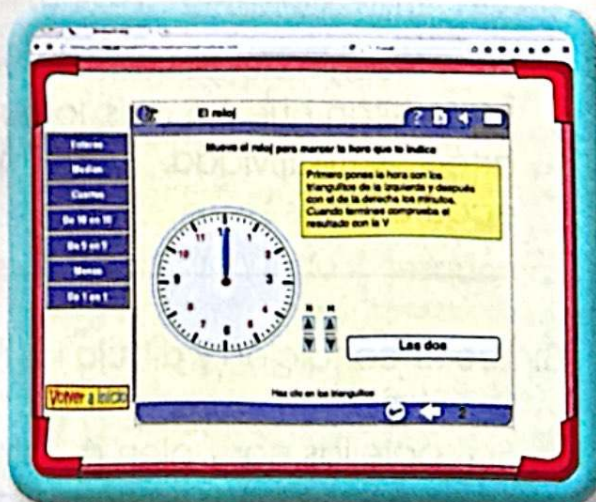 El reloj
?
Mueve el reloj para marcar la hora que te indica
Enteras
Medias
Cuartos
De 10 en 10
De 5 en 5
Menos
De 1 en 1
Volver a inicio
Primero pones la hora con los
triangulitos de la izquierda y después
con el de la derecha los minutos.
Cuando termines comprueba el
resultado con la V
12
1
2
3
4
5
6
7
8
9
10
11
H M
Las dos
Haz clic en los triangulitos
2